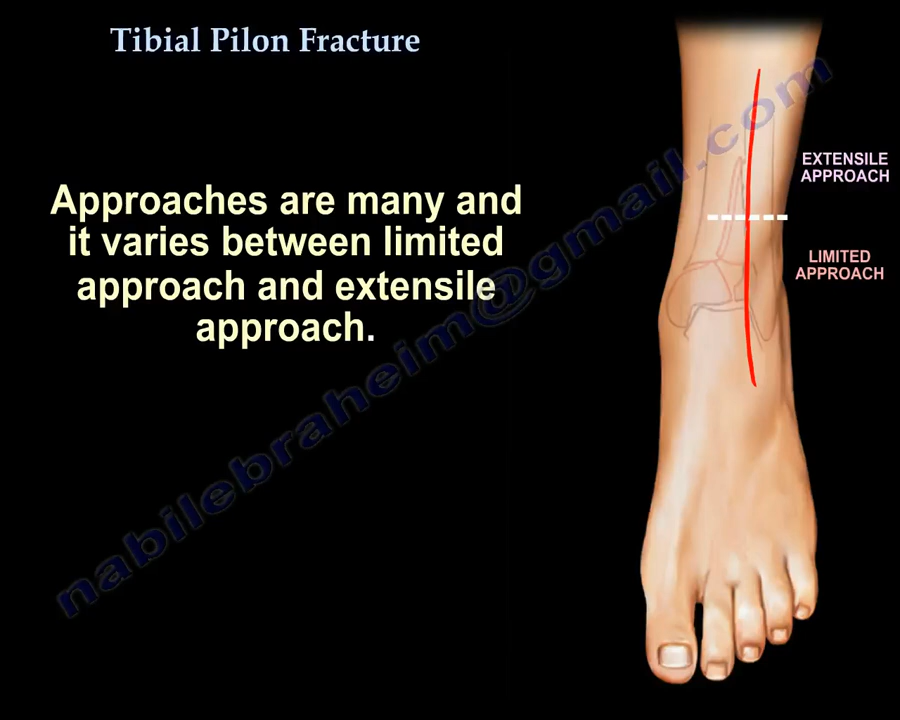 Tibial Pilon Fracture
Approaches are many and
it varies between limited
approach and extensile
approach.
EXTENSILE
APPROACH
LIMITED
APPROACH
nabilebraheim@gmail.com